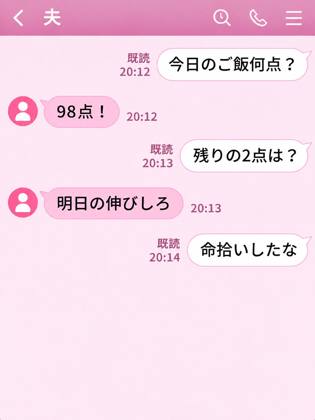 夫
既読
20:12
今日のご飯何点？
98点！
20:12
既読
20:13
残りの2点は？
明日の伸びしろ
20:13
既読
20:14
命拾いしたな